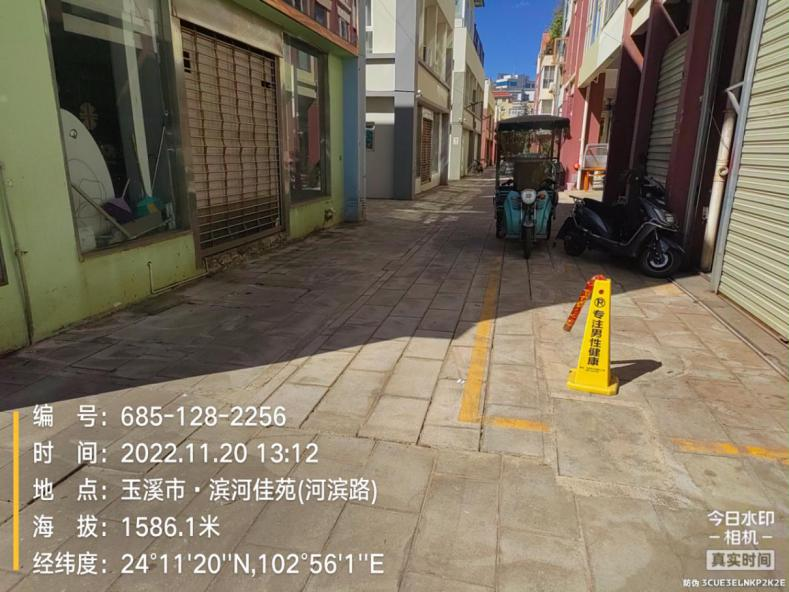 专注男性健康
编 号: 685-128-2256
时 间: 2022.11.20 13:12
地 点: 玉溪市·滨河佳苑(河滨路)
海 拔: 1586.1米
经纬度: 24°11'20"N,102°56'1"E
今日水印
-相机-
真实时间
防伪 3CUE3ELNKP2K2E